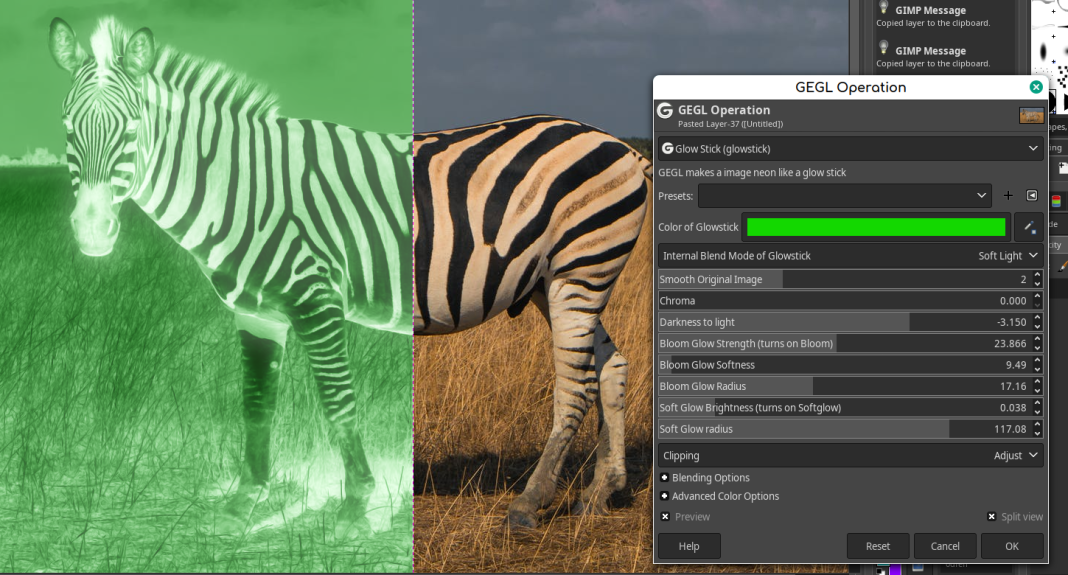 GIMP Message
Copied layer to the clipboard.
GIMP Message
Copied layer to the clipboard.
GEGL Operation
GEGL Operation
Pasted Layer-37 ([Untitled])
Glow Stick (glowstick)
GEGL makes a image neon like a glow stick
Presets:
Color of Glowstick
Internal Blend Mode of Glowstick Soft Light
Smooth Original Image 2
Chroma 0.000
Darkness to light -3.150
Bloom Glow Strength (turns on Bloom) 23.866
Bloom Glow Softness 9.49
Bloom Glow Radius 17.16
Soft Glow Brightness (turns on Softglow) 0.038
Soft Glow radius 117.08
Clipping Adjust
Blending Options
Advanced Color Options
Preview Split view
Help Reset Cancel OK